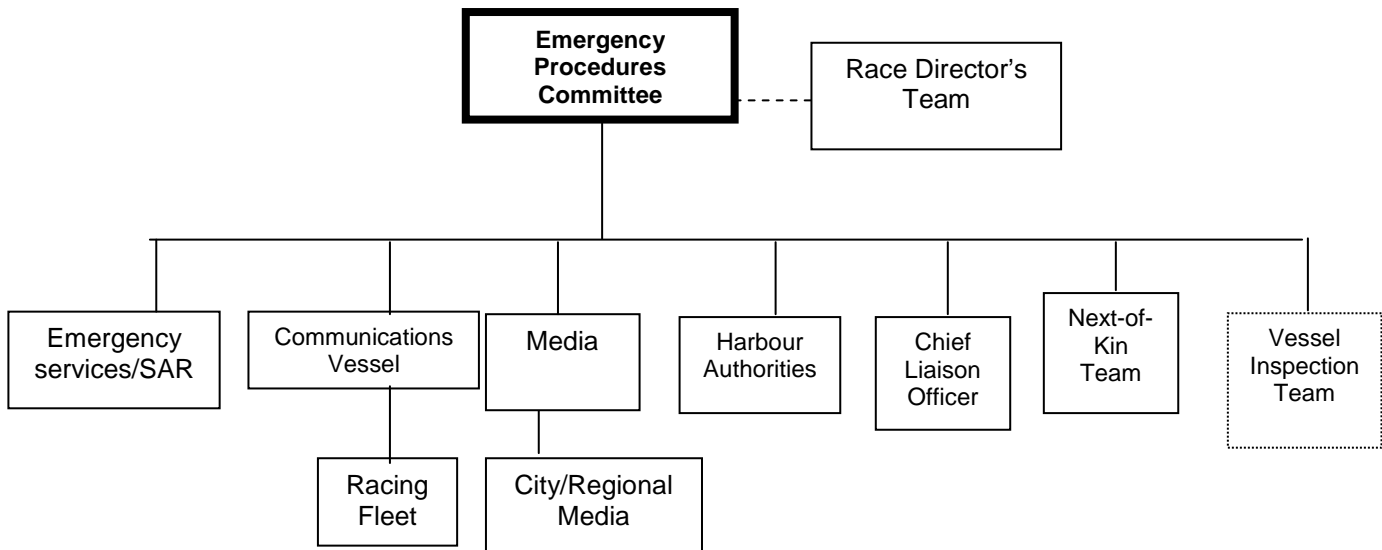 Emergency
Procedures
Committee
Race Director’s
Team
Emergency
services/SAR
Communications
Vessel
Media
Harbour
Authorities
Chief
Liaison
Officer
Next-of-
Kin
Team
Vessel
Inspection
Team
Racing
Fleet
City/Regional
Media